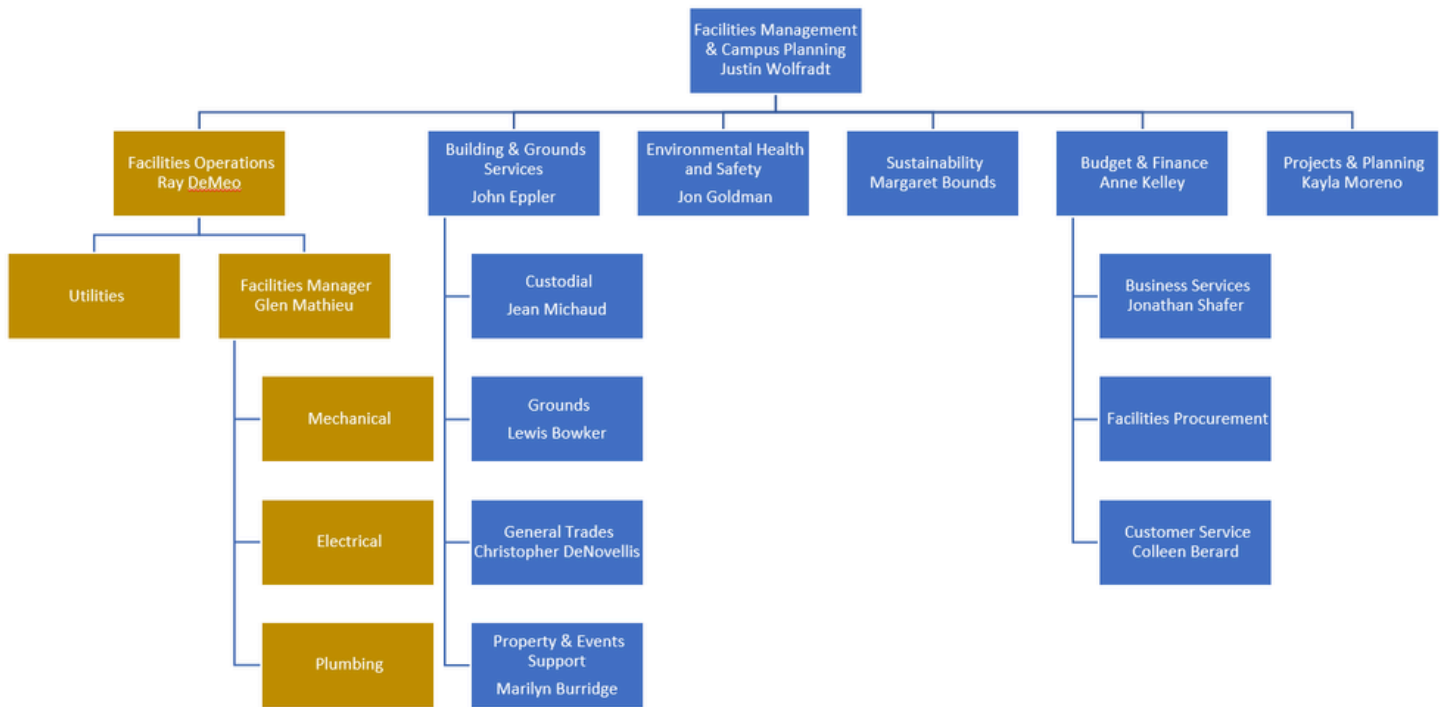 Facilities Management
& Campus Planning
Justin Wolfradt
Facilities Operations
Ray DeMeo
Building & Grounds
Services
John Eppler
Environmental Health
and Safety
Jon Goldman
Sustainability
Margaret Bounds
Budget & Finance
Anne Kelley
Projects & Planning
Kayla Moreno
Utilities
Facilities Manager
Glen Mathieu
Mechanical
Electrical
Plumbing
Custodial
Jean Michaud
Grounds
Lewis Bowker
General Trades
Christopher DeNovellis
Property & Events
Support
Marilyn Burridge
Business Services
Jonathan Shafer
Facilities Procurement
Customer Service
Colleen Berard